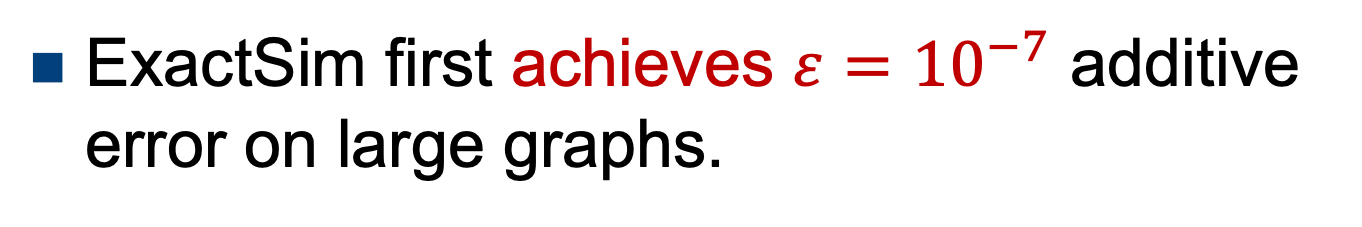 ▪ ExactSim first achieves ε = 10⁻⁷ additive
error on large graphs.